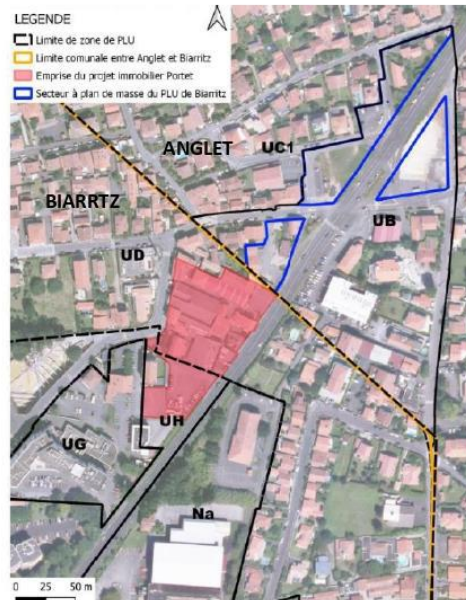 LEGENDE
Limite de zone de PLU
Limite comunale entre Anglet et Biarritz
Emprise du projet immobilier Portet
Secteur à plan de masse du PLU de Biarritz
ANGLET
UC1
BIARRTZ
UD
UB
UH
UG
Na
0 25 50 m